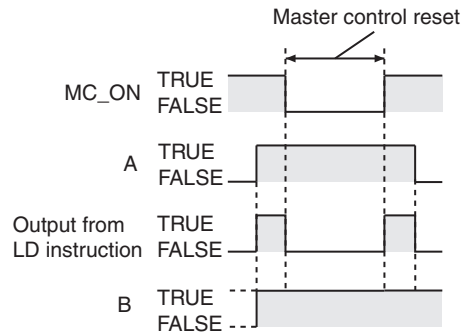 Master control reset
MC_ON
TRUE
FALSE
A
TRUE
FALSE
Output from
LD instruction
TRUE
FALSE
B
TRUE
FALSE